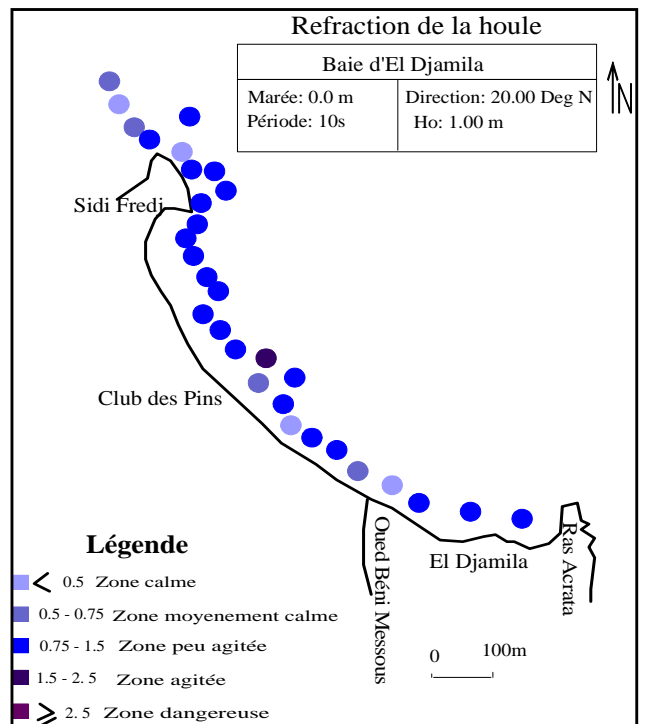 Refraction de la houle
Baie d'El Djamila
Marée: 0.0 m
Période: 10s
Direction: 20.00 Deg N
Ho: 1.00 m
N
Sidi Fredj
Club des Pins
Oued Béni Messous
El Djamila
Ras Acrata
Légende
< 0.5 Zone calme
0.5 - 0.75 Zone moyenement calme
0.75 - 1.5 Zone peu agitée
1.5 - 2.5 Zone agitée
⩾ 2.5 Zone dangereuse
0 100m